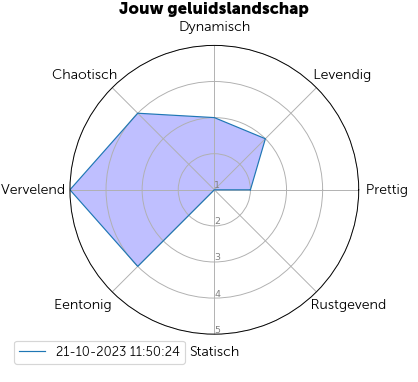 Jouw geluidslandschap
Dynamisch
Chaotisch
Levendig
Vervelend
1
Prettig
2
3
4
5
Eentonig
Rustgevend
21-10-2023 11:50:24
Statisch